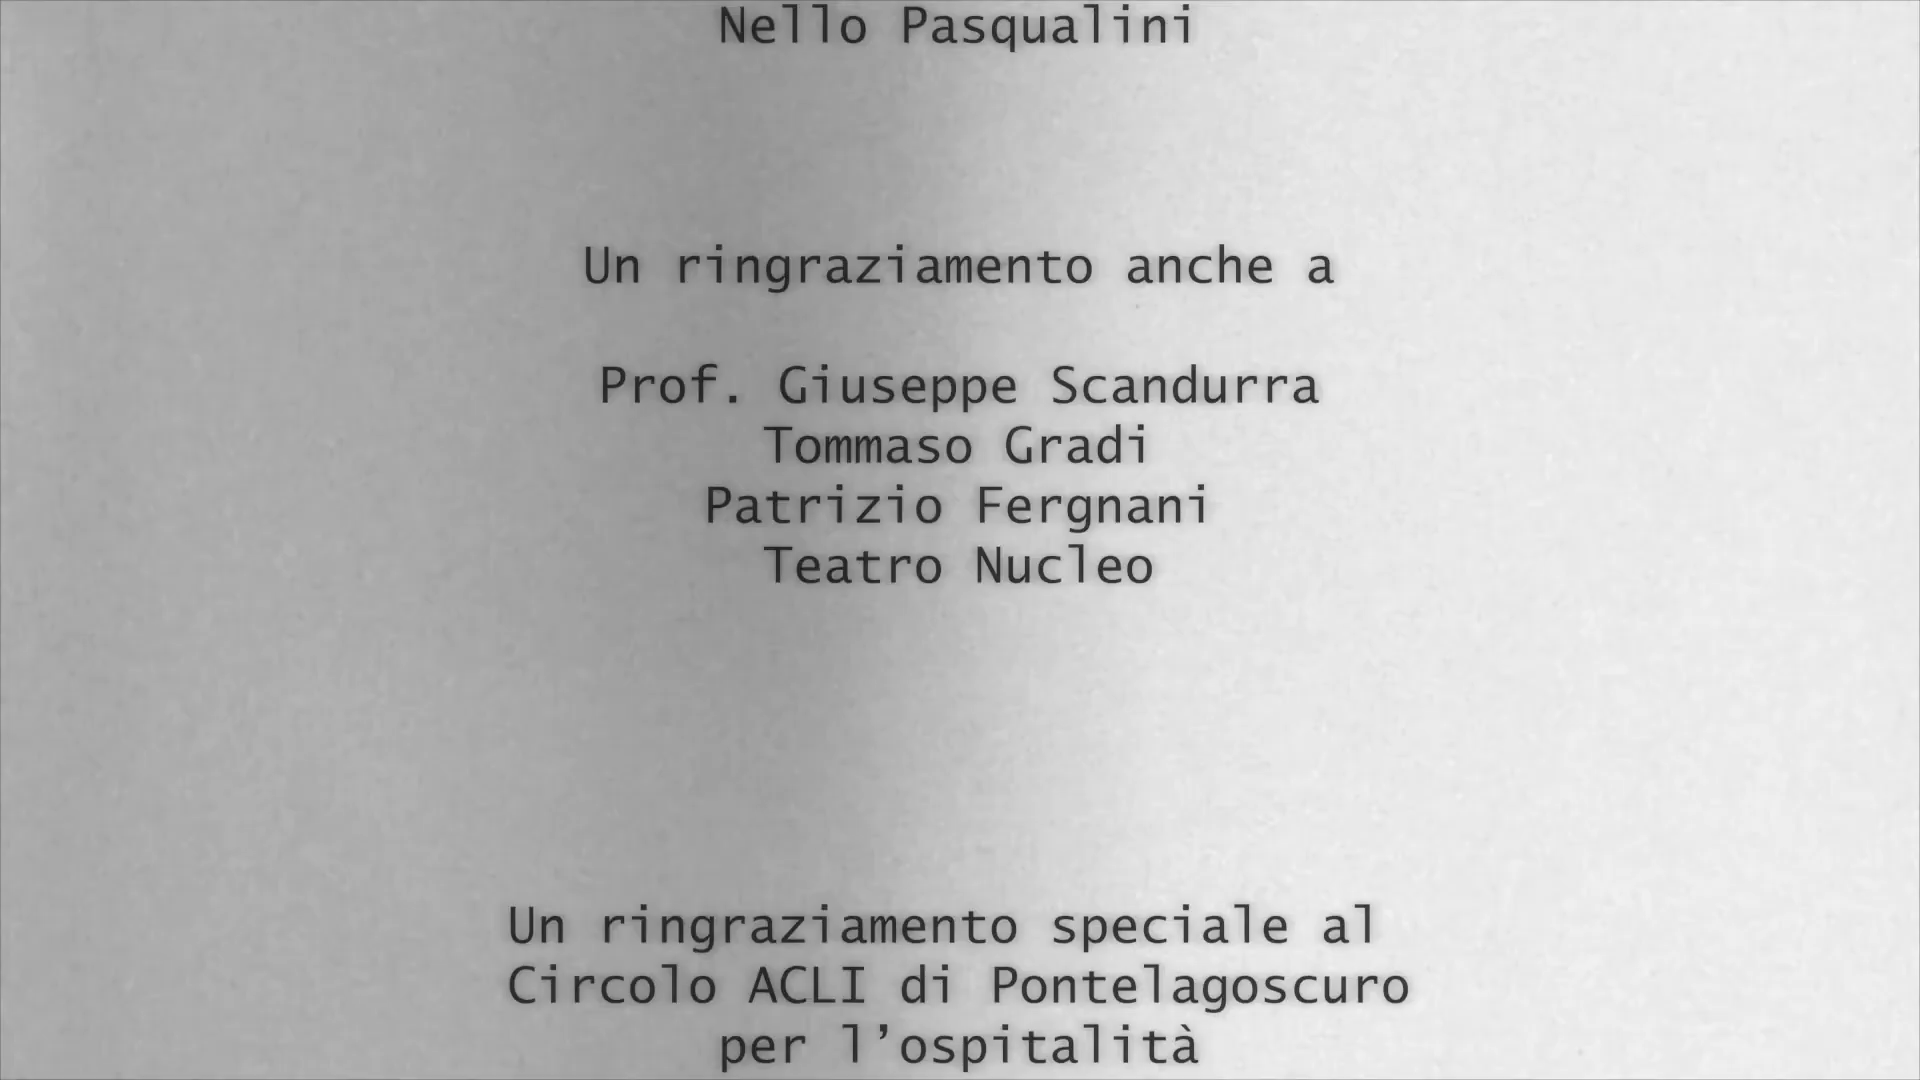 Nello Pasqualini
Un ringraziamento anche a
Prof. Giuseppe Scandurra
Tommaso Gradi
Patrizio Fergnani
Teatro Nucleo
Un ringraziamento speciale al
Circolo ACLI di Pontelagoscuro
per l’ospitalità